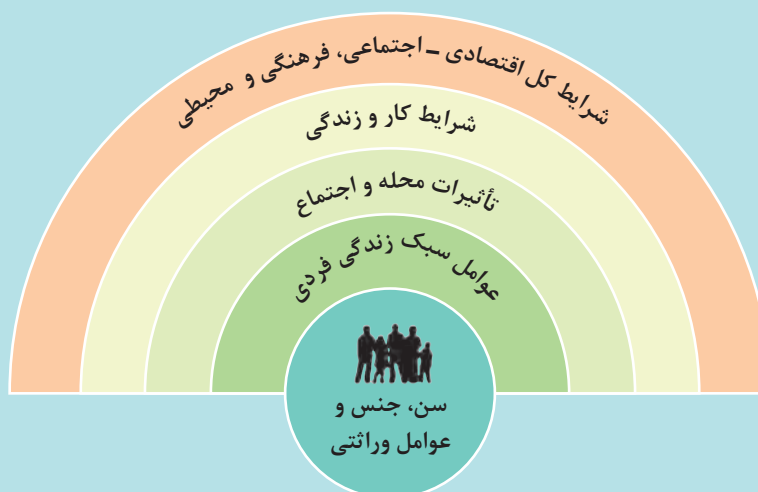 شرایط کل اقتصادی ـ اجتماعی، فرهنگی و محیطی
شرایط کار و زندگی
تأثیرات محله و اجتماع
عوامل سبک زندگی فردی
سن، جنس و
عوامل وراثتی